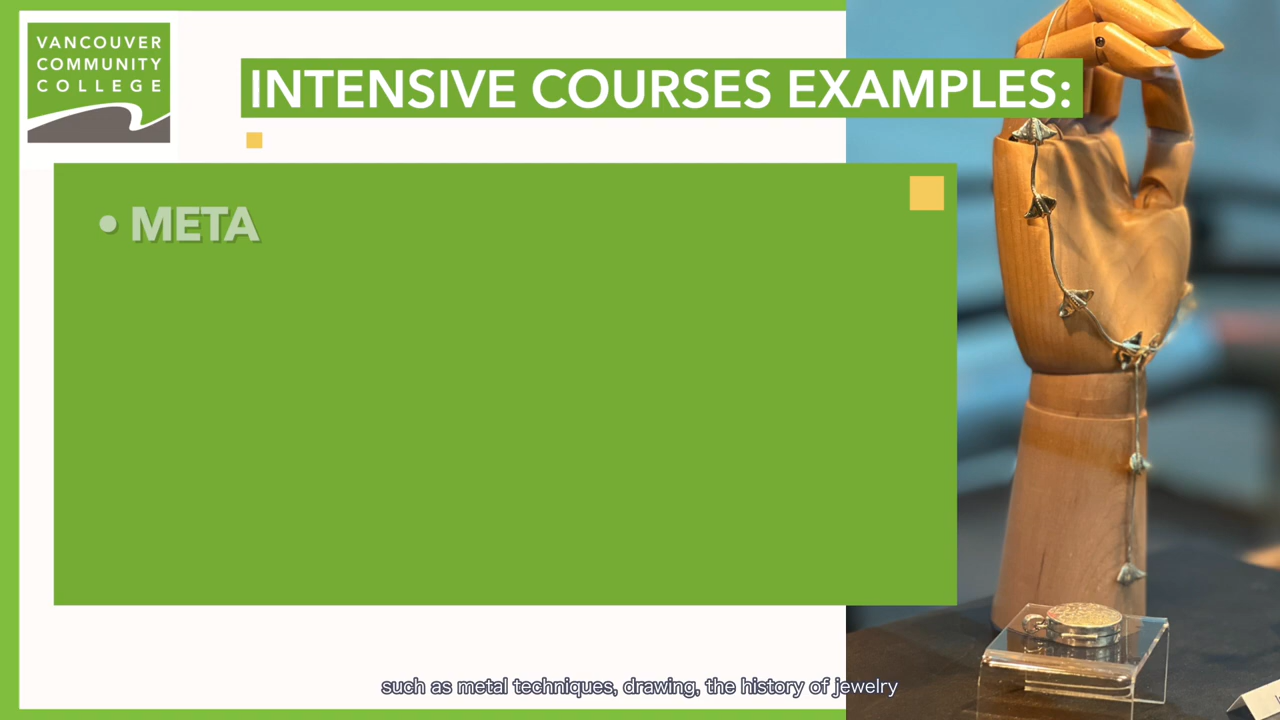 VANCOUVER
COMMUNITY
COLLEGE
INTENSIVE COURSES EXAMPLES:
• META
such as metal techniques, drawing, the history of jewelry